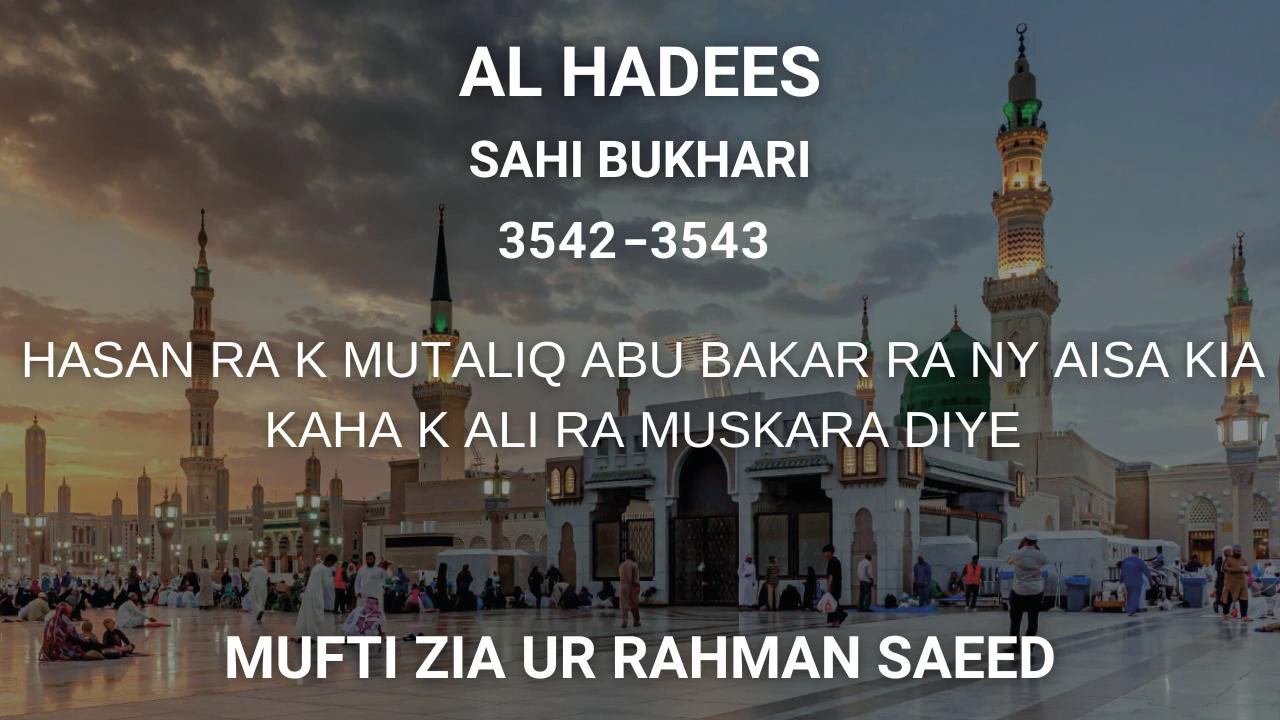 AL HADEES
SAHI BUKHARI
3542-3543
HASAN RA K MUTALIQ ABU BAKAR RA NY AISA KIA
KAHA K ALI RA MUSKARA DIYE
MUFTI ZIA UR RAHMAN SAEED